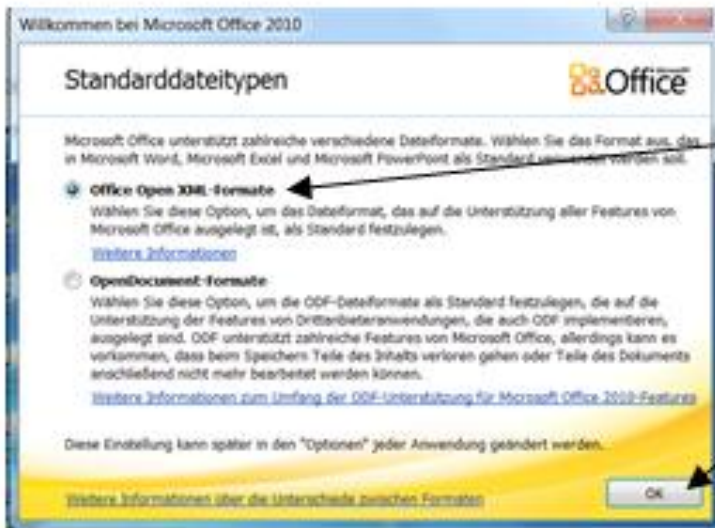 Willkommen bei Microsoft Office 2010
Standarddateitypen
Microsoft
Office
Microsoft Office unterstützt zahlreiche verschiedene Dateiformate. Wählen Sie das Format aus, das
in Microsoft Word, Microsoft Excel und Microsoft PowerPoint als Standard verwendet werden soll.
Office Open XML-Formate
Wählen Sie diese Option, um das Dateiformat, das auf die Unterstützung aller Features von
Microsoft Office ausgelegt ist, als Standard festzulegen.
Weitere Informationen
OpenDocument-Formate
Wählen Sie diese Option, um die ODF-Dateiformate als Standard festzulegen, die auf die
Unterstützung der Features von Drittanbieteranwendungen, die auch ODF implementieren,
ausgelegt sind. ODF unterstützt zahlreiche Features von Microsoft Office, allerdings kann es
vorkommen, dass beim Speichern Teile des Inhalts verloren gehen oder Teile des Dokuments
anschließend nicht mehr bearbeitet werden können.
Weitere Informationen zum Umfang der ODF-Unterstützung für Microsoft Office 2010-Features
Diese Einstellung kann später in den "Optionen" jeder Anwendung geändert werden.
Weitere Informationen über die Unterschiede zwischen Formaten
OK